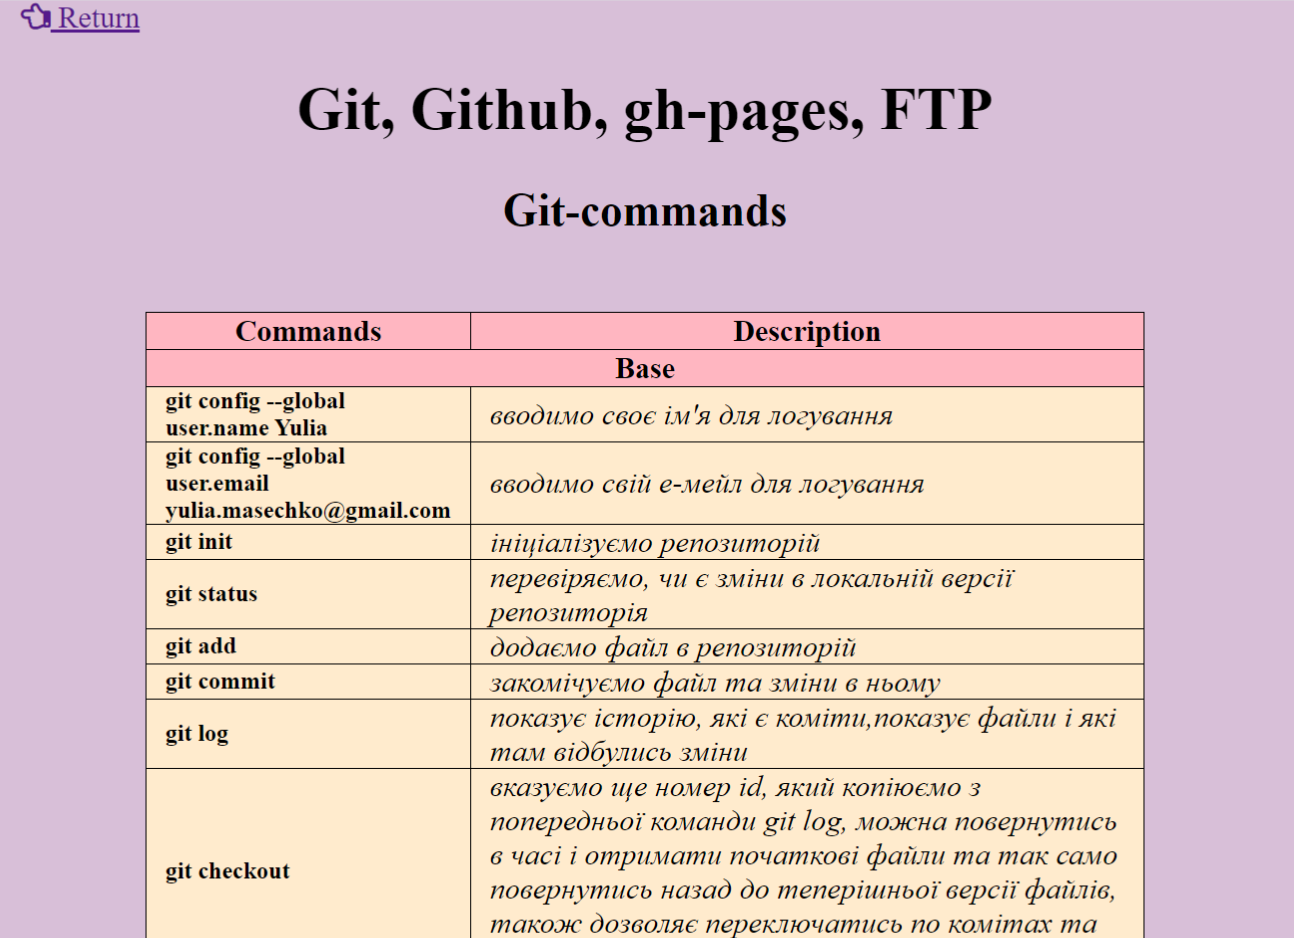 Return
Git, Github, gh-pages, FTP
Git-commands
Commands
Description
Base
git config --global
user.name Yulia
вводимо своє ім'я для логування
git config --global
user.email
yulia.masechko@gmail.com
вводимо свій е-мейл для логування
git init
ініціалізуємо репозиторій
git status
перевіряємо, чи є зміни в локальній версії
репозиторія
git add
додаємо файл в репозиторій
git commit
закомічуємо файл та зміни в ньому
git log
показує історію, які є коміти,показує файли і які
там відбулись зміни
git checkout
вказуємо ще номер id, який копіюємо з
попередньої команди git log, можна повернутись
в часі і отримати початкові файли та так само
повернутись назад до теперішньої версії файлів,
також дозволяє переключатись по комітах та